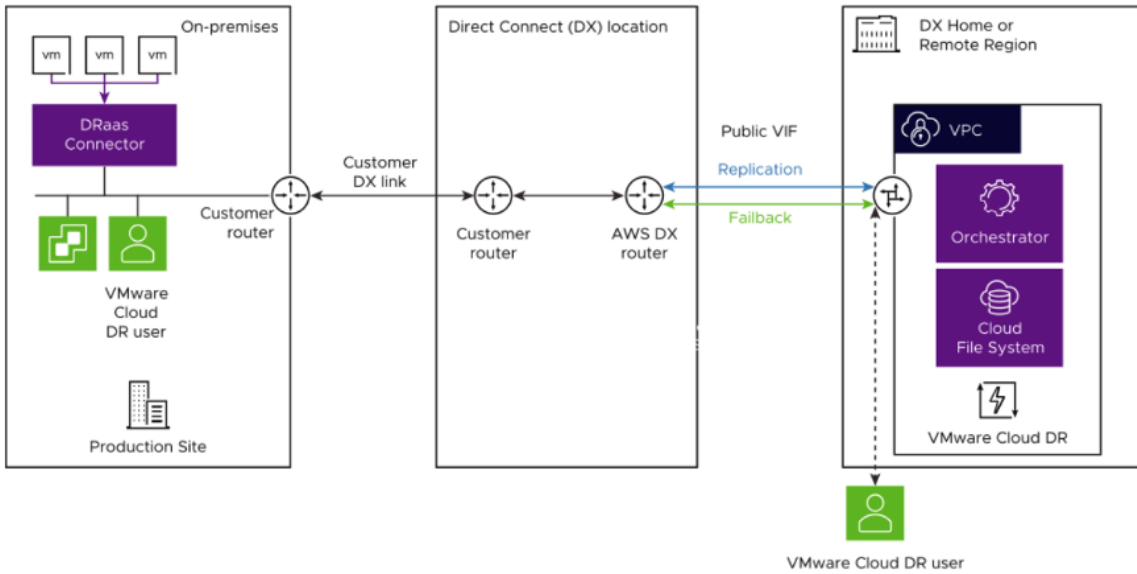 On-premises
vm
vm
vm
DRaas
Connector
Customer
router
VMware
Cloud
DR user
Production Site
Customer
DX link
Direct Connect (DX) location
Customer
router
AWS DX
router
Public VIF
Replication
Failback
DX Home or
Remote Region
VPC
Orchestrator
Cloud
File System
VMware Cloud DR
VMware Cloud DR user